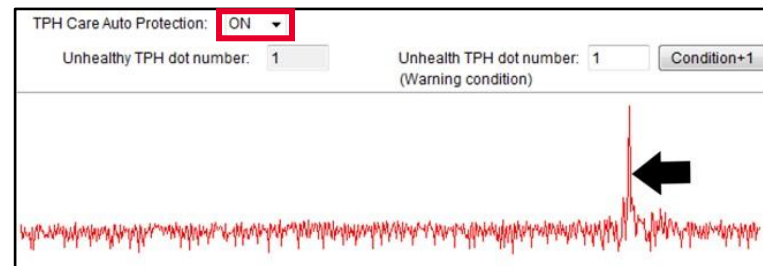 TPH Care Auto Protection: ON
Unhealthy TPH dot number: 1 Unhealth TPH dot number: 1 Condition+1
(Warning condition)